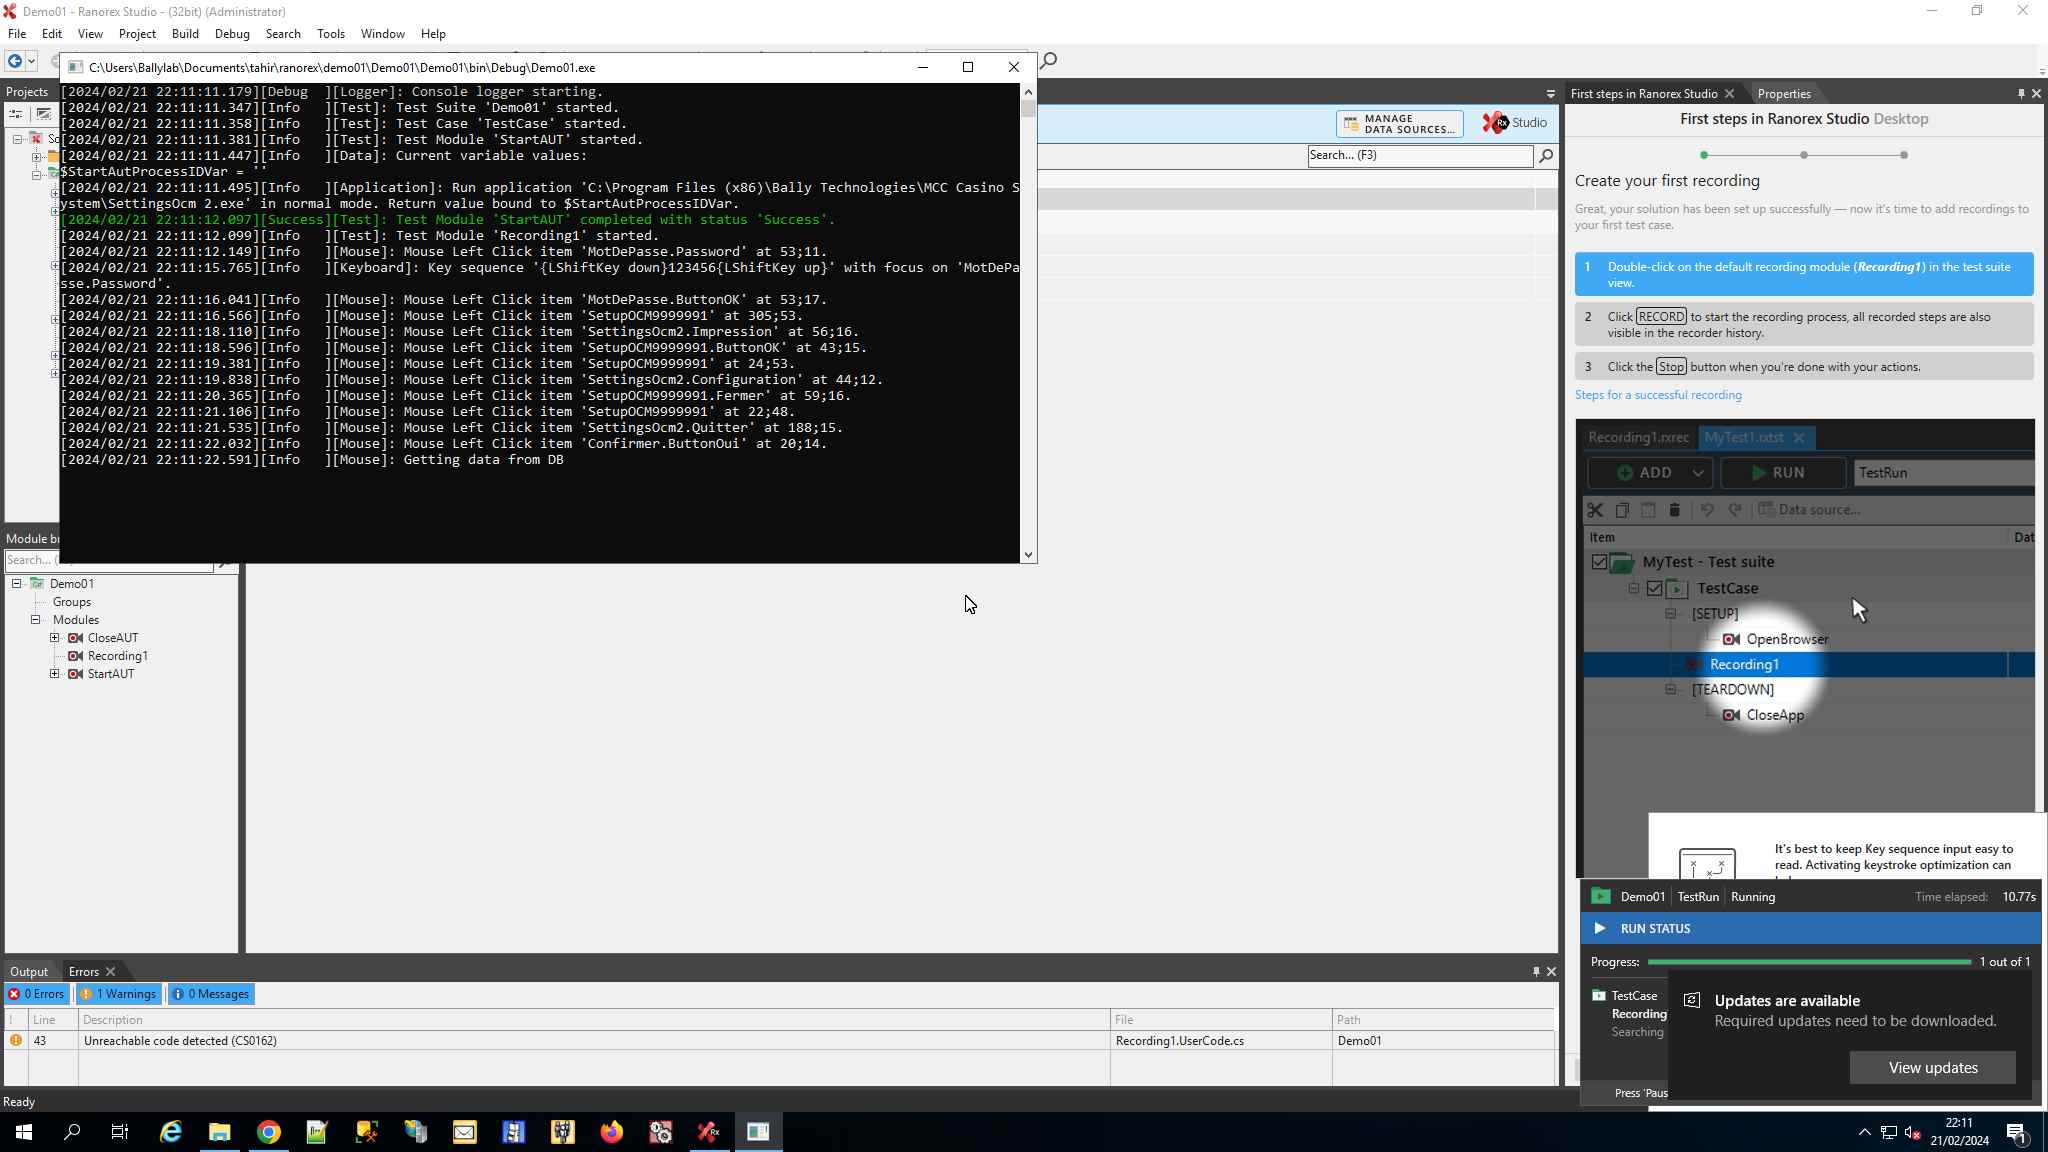 Demo01 - Ranorex Studio - (32bit) (Administrator)
File Edit View Project Build Debug Search Tools Window Help
C:\Users\Ballylab\Documents\tahir\ranorex\demo01\Demo01\Demo01\bin\Debug\Demo01.exe
[2024/02/21 22:11:11.179][Debug  ][Logger]: Console logger starting.
[2024/02/21 22:11:11.347][Info   ][Test]: Test Suite 'Demo01' started.
[2024/02/21 22:11:11.358][Info   ][Test]: Test Case 'TestCase' started.
[2024/02/21 22:11:11.381][Info   ][Test]: Test Module 'StartAUT' started.
[2024/02/21 22:11:11.447][Info   ][Data]: Current variable values:
$StartAutProcessIDVar = ''
[2024/02/21 22:11:11.495][Info   ][Application]: Run application 'C:\Program Files (x86)\Bally Technologies\MCC Casino S
ystem\SettingsOcm 2.exe' in normal mode. Return value bound to $StartAutProcessIDVar.
[2024/02/21 22:11:12.097][Success][Test]: Test Module 'StartAUT' completed with status 'Success'.
[2024/02/21 22:11:12.099][Info   ][Test]: Test Module 'Recording1' started.
[2024/02/21 22:11:12.149][Info   ][Mouse]: Mouse Left Click item 'MotDePasse.Password' at 53;11.
[2024/02/21 22:11:15.765][Info   ][Keyboard]: Key sequence '{LShiftKey down}123456{LShiftKey up}' with focus on 'MotDePa
sse.Password'.
[2024/02/21 22:11:16.041][Info   ][Mouse]: Mouse Left Click item 'MotDePasse.ButtonOK' at 53;17.
[2024/02/21 22:11:16.566][Info   ][Mouse]: Mouse Left Click item 'SetupOCM9999991' at 305;53.
[2024/02/21 22:11:18.110][Info   ][Mouse]: Mouse Left Click item 'SettingsOcm2.Impression' at 56;16.
[2024/02/21 22:11:18.596][Info   ][Mouse]: Mouse Left Click item 'SetupOCM9999991.ButtonOK' at 43;15.
[2024/02/21 22:11:19.381][Info   ][Mouse]: Mouse Left Click item 'SetupOCM9999991' at 24;53.
[2024/02/21 22:11:19.838][Info   ][Mouse]: Mouse Left Click item 'SettingsOcm2.Configuration' at 44;12.
[2024/02/21 22:11:20.365][Info   ][Mouse]: Mouse Left Click item 'SetupOCM9999991.Fermer' at 59;16.
[2024/02/21 22:11:21.106][Info   ][Mouse]: Mouse Left Click item 'SetupOCM9999991' at 22;48.
[2024/02/21 22:11:21.535][Info   ][Mouse]: Mouse Left Click item 'SettingsOcm2.Quitter' at 188;15.
[2024/02/21 22:11:22.032][Info   ][Mouse]: Mouse Left Click item 'Confirmer.ButtonOui' at 20;14.
[2024/02/21 22:11:22.591][Info   ][Mouse]: Getting data from DB
Projects
MANAGE
DATA SOURCES...
Studio
Search... (F3)
Module
Search...
Demo01
Groups
Modules
CloseAUT
Recording1
StartAUT
First steps in Ranorex Studio Properties
First steps in Ranorex Studio Desktop
Create your first recording
Great, your solution has been set up successfully — now it's time to add recordings to
your first test case.
1 Double-click on the default recording module (Recording1) in the test suite
view.
2 Click RECORD to start the recording process, all recorded steps are also
visible in the recorder history.
3 Click the Stop button when you're done with your actions.
Steps for a successful recording
Recording1.rxrec MyTest1.rxtst
ADD RUN TestRun
Data source...
Item Dat
MyTest - Test suite
TestCase
[SETUP]
OpenBrowser
Recording1
[TEARDOWN]
CloseApp
It's best to keep Key sequence input easy to
read. Activating keystroke optimization can
Demo01 TestRun Running Time elapsed: 10.77s
RUN STATUS
Progress: 1 out of 1
TestCase
Recording
Searching
Press 'Paus
Updates are available
Required updates need to be downloaded.
View updates
Output Errors
0 Errors 1 Warnings 0 Messages
! Line Description File Path
43 Unreachable code detected (CS0162) Recording1.UserCode.cs Demo01
Ready
22:11
21/02/2024
1